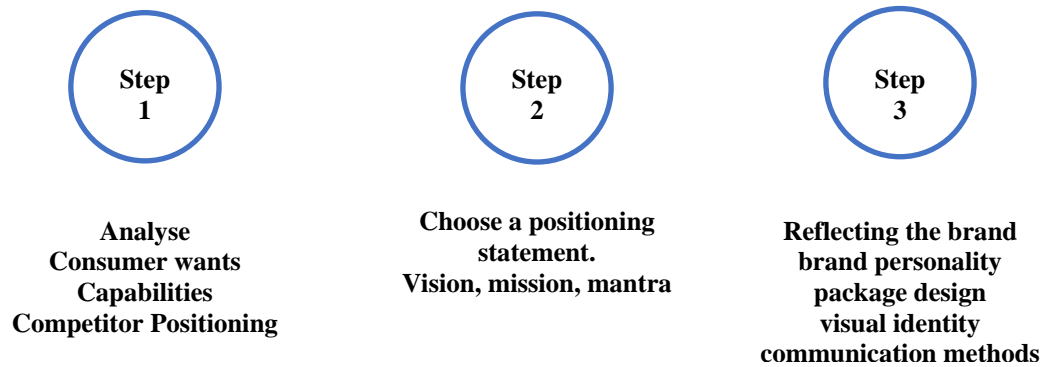 Step
1
Analyse
Consumer wants
Capabilities
Competitor Positioning
Step
2
Choose a positioning
statement.
Vision, mission, mantra
Step
3
Reflecting the brand
brand personality
package design
visual identity
communication methods